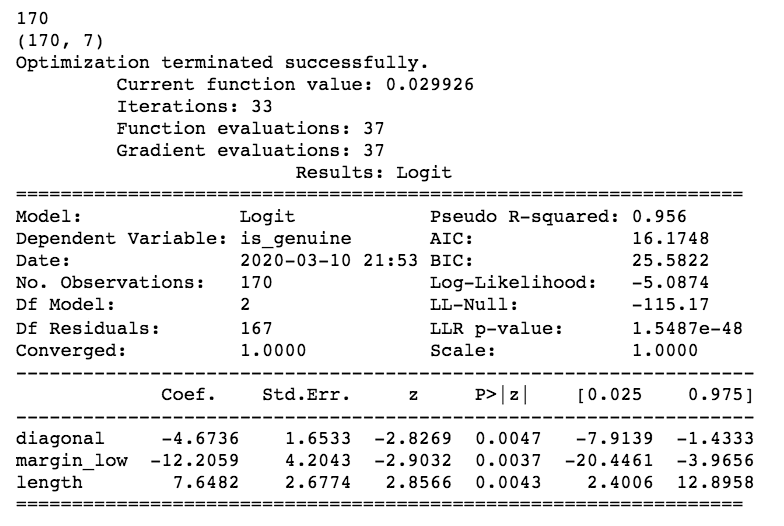 170
(170, 7)
Optimization terminated successfully.
         Current function value: 0.029926
         Iterations: 33
         Function evaluations: 37
         Gradient evaluations: 37
                         Results: Logit
=================================================================
Model:              Logit            Pseudo R-squared: 0.956
Dependent Variable: is_genuine       AIC:              16.1748
Date:               2020-03-10 21:53 BIC:              25.5822
No. Observations:   170              Log-Likelihood:   -5.0874
Df Model:           2                LL-Null:          -115.17
Df Residuals:       167              LLR p-value:      1.5487e-48
Converged:          1.0000           Scale:            1.0000
------------------------------------------------------------------
             Coef.    Std.Err.     z     P>|z|    [0.025    0.975]
------------------------------------------------------------------
diagonal     -4.6736    1.6533  -2.8269  0.0047   -7.9139  -1.4333
margin_low  -12.2059    4.2043  -2.9032  0.0037  -20.4461  -3.9656
length        7.6482    2.6774   2.8566  0.0043    2.4006  12.8958
=================================================================